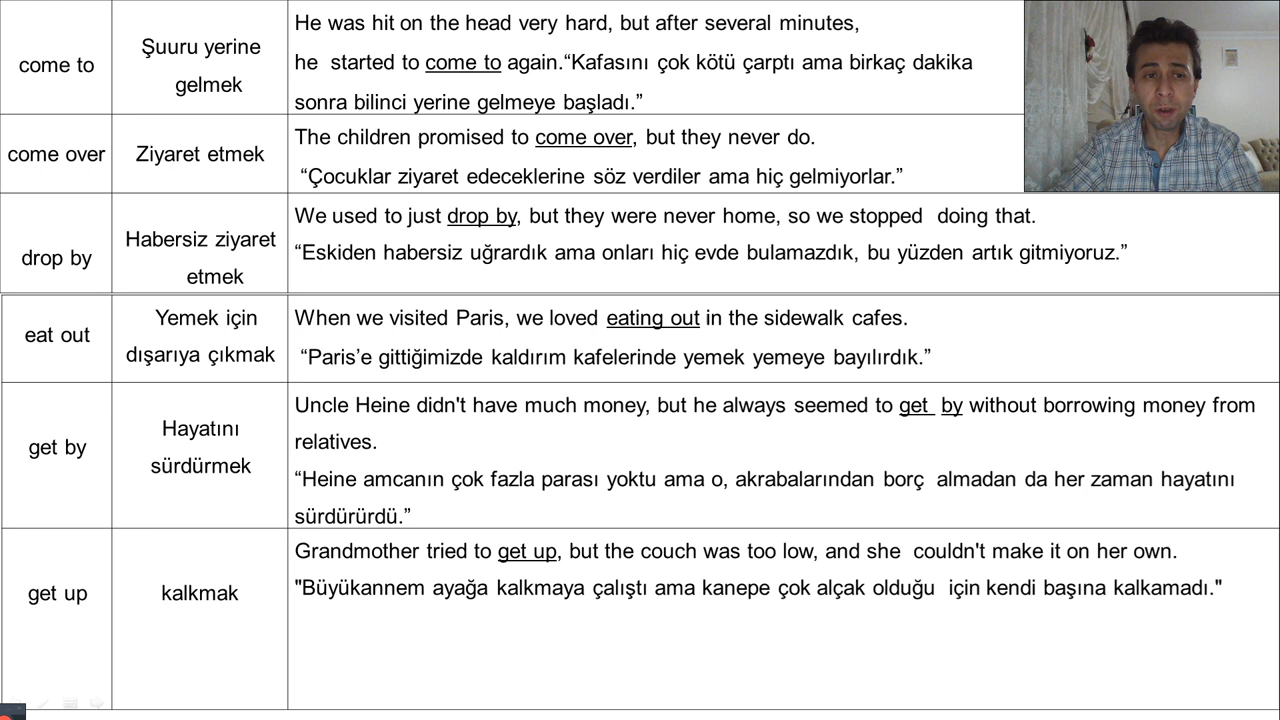 come to
Şuuru yerine
gelmek
He was hit on the head very hard, but after several minutes,
he started to come to again.“Kafasını çok kötü çarptı ama birkaç dakika
sonra bilinci yerine gelmeye başladı.”
come over
Ziyaret etmek
The children promised to come over, but they never do.
“Çocuklar ziyaret edeceklerine söz verdiler ama hiç gelmiyorlar.”
drop by
Habersiz ziyaret
etmek
We used to just drop by, but they were never home, so we stopped doing that.
“Eskiden habersiz uğrardık ama onları hiç evde bulamazdık, bu yüzden artık gitmiyoruz.”
eat out
Yemek için
dışarıya çıkmak
When we visited Paris, we loved eating out in the sidewalk cafes.
“Paris’e gittiğimizde kaldırım kafelerinde yemek yemeye bayılırdık.”
get by
Hayatını
sürdürmek
Uncle Heine didn't have much money, but he always seemed to get by without borrowing money from
relatives.
“Heine amcanın çok fazla parası yoktu ama o, akrabalarından borç almadan da her zaman hayatını
sürdürürdü.”
get up
kalkmak
Grandmother tried to get up, but the couch was too low, and she couldn't make it on her own.
"Büyükannem ayağa kalkmaya çalıştı ama kanepe çok alçak olduğu için kendi başına kalkamadı."